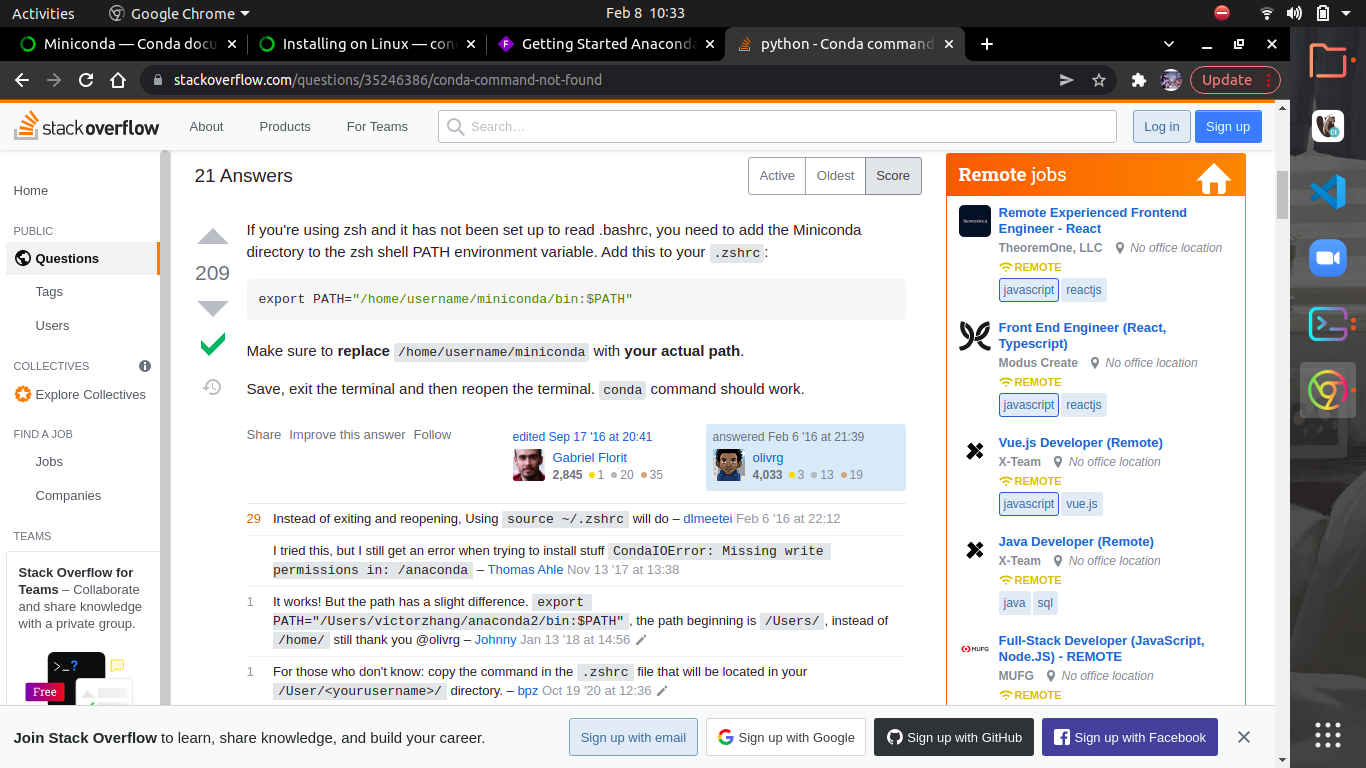 Activities
Google Chrome
Feb 8 10:33
Miniconda — Conda docu
Installing on Linux — con
Getting Started Anaconda
python - Conda command
stackoverflow.com/questions/35246386/conda-command-not-found
Update
stack overflow
About
Products
For Teams
Search…
Log in
Sign up
Home
PUBLIC
Questions
Tags
Users
COLLECTIVES
Explore Collectives
FIND A JOB
Jobs
Companies
TEAMS
Stack Overflow for
Teams – Collaborate
and share knowledge
with a private group.
>_?
Free
21 Answers
Active
Oldest
Score
209
If you're using zsh and it has not been set up to read .bashrc, you need to add the Miniconda
directory to the zsh shell PATH environment variable. Add this to your .zshrc:
export PATH="/home/username/miniconda/bin:$PATH"
Make sure to replace /home/username/miniconda with your actual path.
Save, exit the terminal and then reopen the terminal. conda command should work.
Share Improve this answer Follow
edited Sep 17 '16 at 20:41
Gabriel Florit
2,845 1 20 35
answered Feb 6 '16 at 21:39
olivrg
4,033 3 13 19
29 Instead of exiting and reopening, Using source ~/.zshrc will do – dlmeetei Feb 6 '16 at 22:12
I tried this, but I still get an error when trying to install stuff CondaIOError: Missing write
permissions in: /anaconda – Thomas Ahle Nov 13 '17 at 13:38
1 It works! But the path has a slight difference. export
PATH="/Users/victorzhang/anaconda2/bin:$PATH" , the path beginning is /Users/ , instead of
/home/ still thank you @olivrg – Johnny Jan 13 '18 at 14:56
1 For those who don't know: copy the command in the .zshrc file that will be located in your
/User/<yourusername>/ directory. – bpz Oct 19 '20 at 12:36
Remote jobs
Remote Experienced Frontend
Engineer - React
TheoremOne, LLC No office location
REMOTE
javascript reactjs
Front End Engineer (React,
Typescript)
Modus Create No office location
REMOTE
javascript reactjs
Vue.js Developer (Remote)
X-Team No office location
REMOTE
javascript vue.js
Java Developer (Remote)
X-Team No office location
REMOTE
java sql
MUFG
Full-Stack Developer (JavaScript,
Node.JS) - REMOTE
MUFG No office location
REMOTE
CE
Join Stack Overflow to learn, share knowledge, and build your career.
Sign up with email
Sign up with Google
Sign up with GitHub
Sign up with Facebook